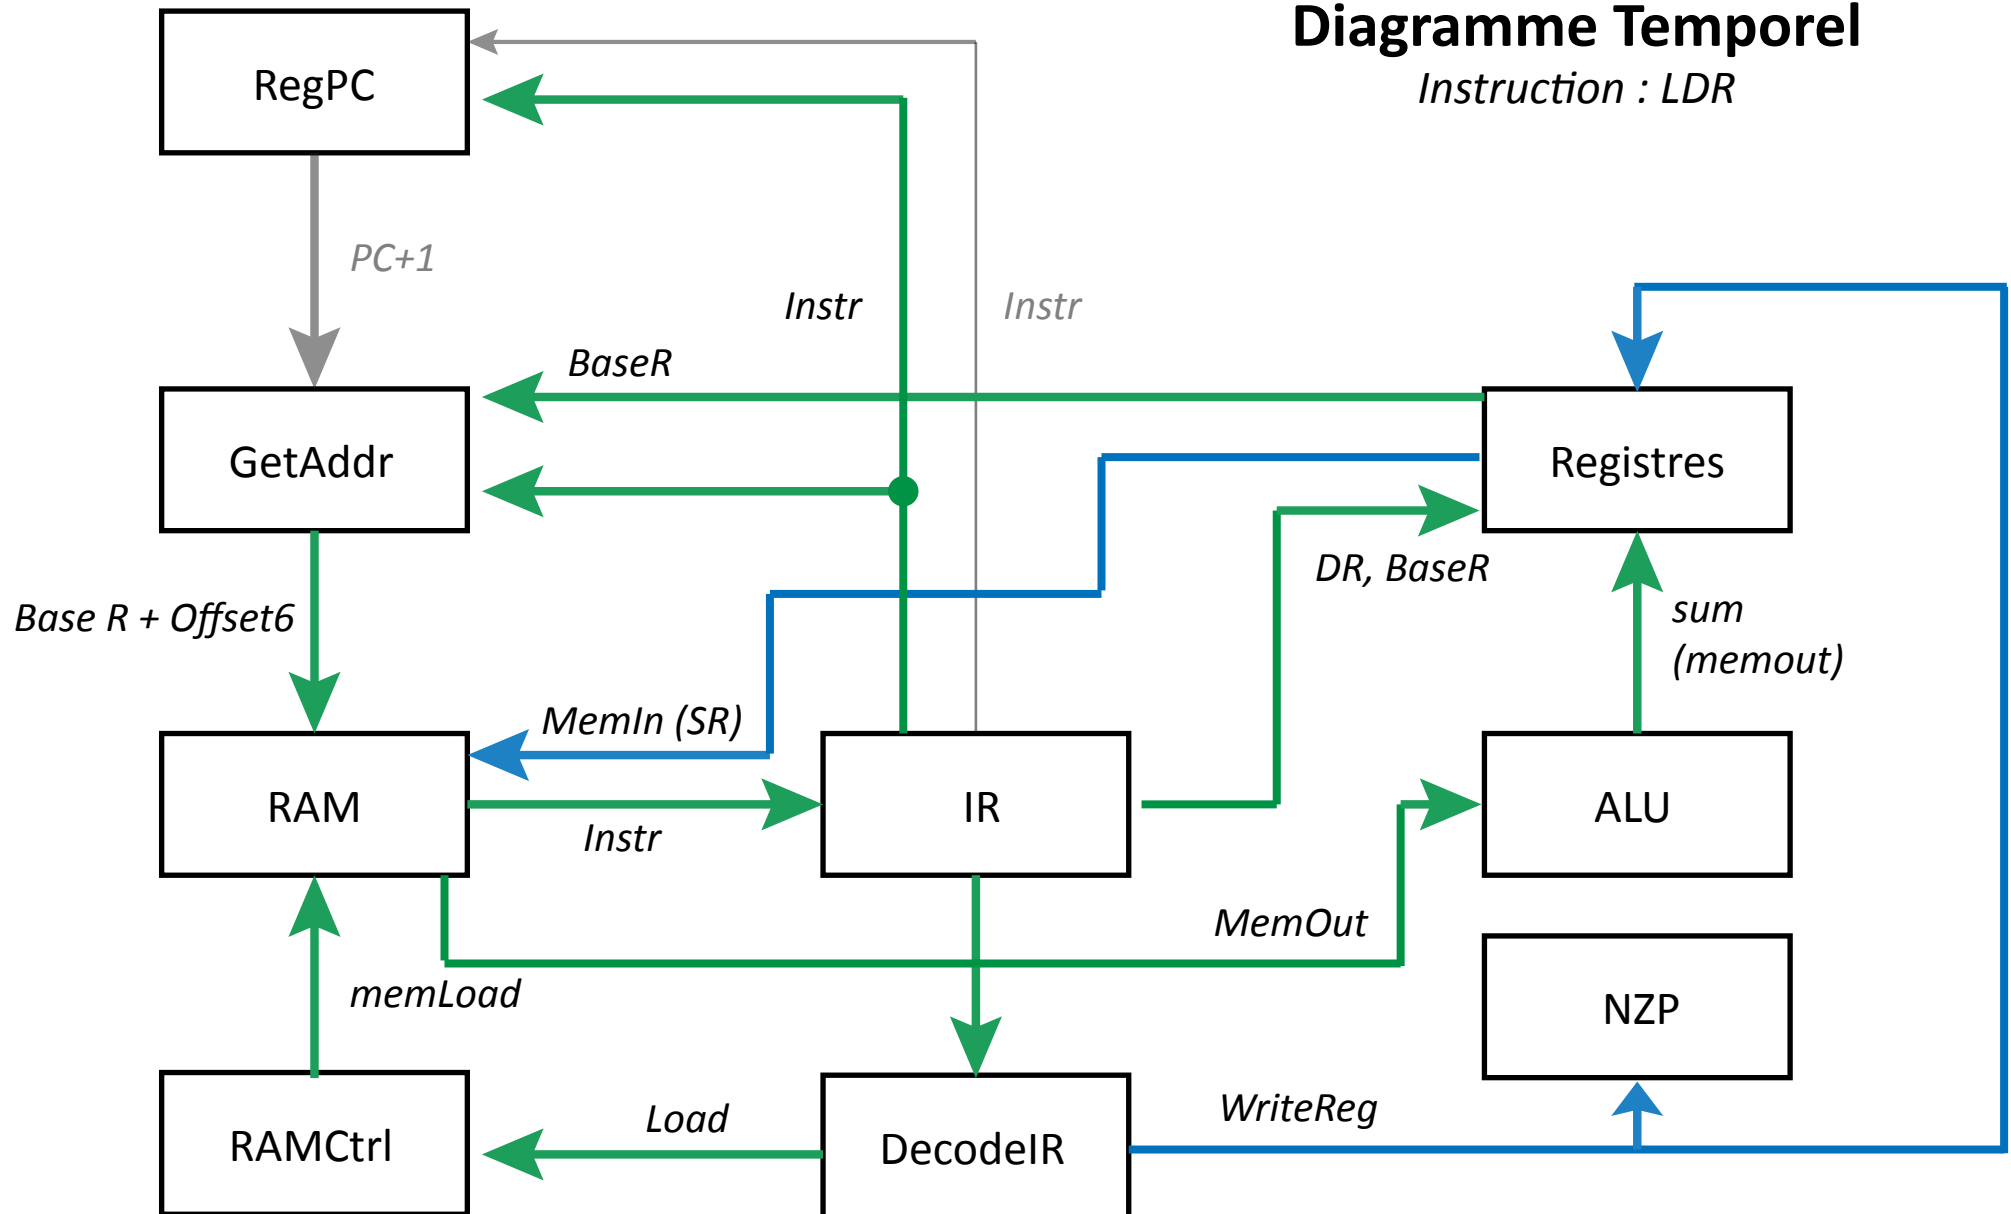 Diagramme Temporel
Instruction : LDR
RegPC
PC+1
Instr
Instr
BaseR
GetAddr
Registres
DR, BaseR
Base R + Offset6
sum
(memout)
MemIn (SR)
RAM
Instr
IR
ALU
MemOut
memLoad
NZP
Load
WriteReg
RAMCtrl
DecodeIR